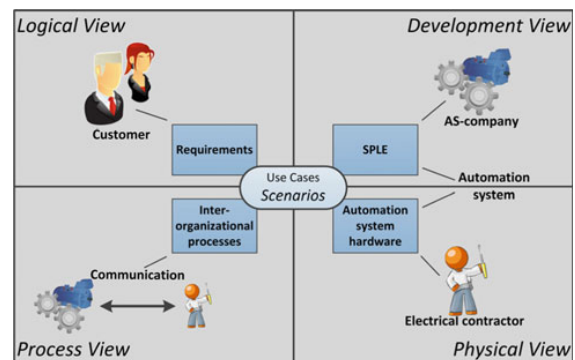 Logical View
Development View
Customer
Requirements
SPLE
AS-company
Use Cases
Scenarios
Automation
system
Inter-
organizational
processes
Automation
system
hardware
Communication
Electrical contractor
Process View
Physical View